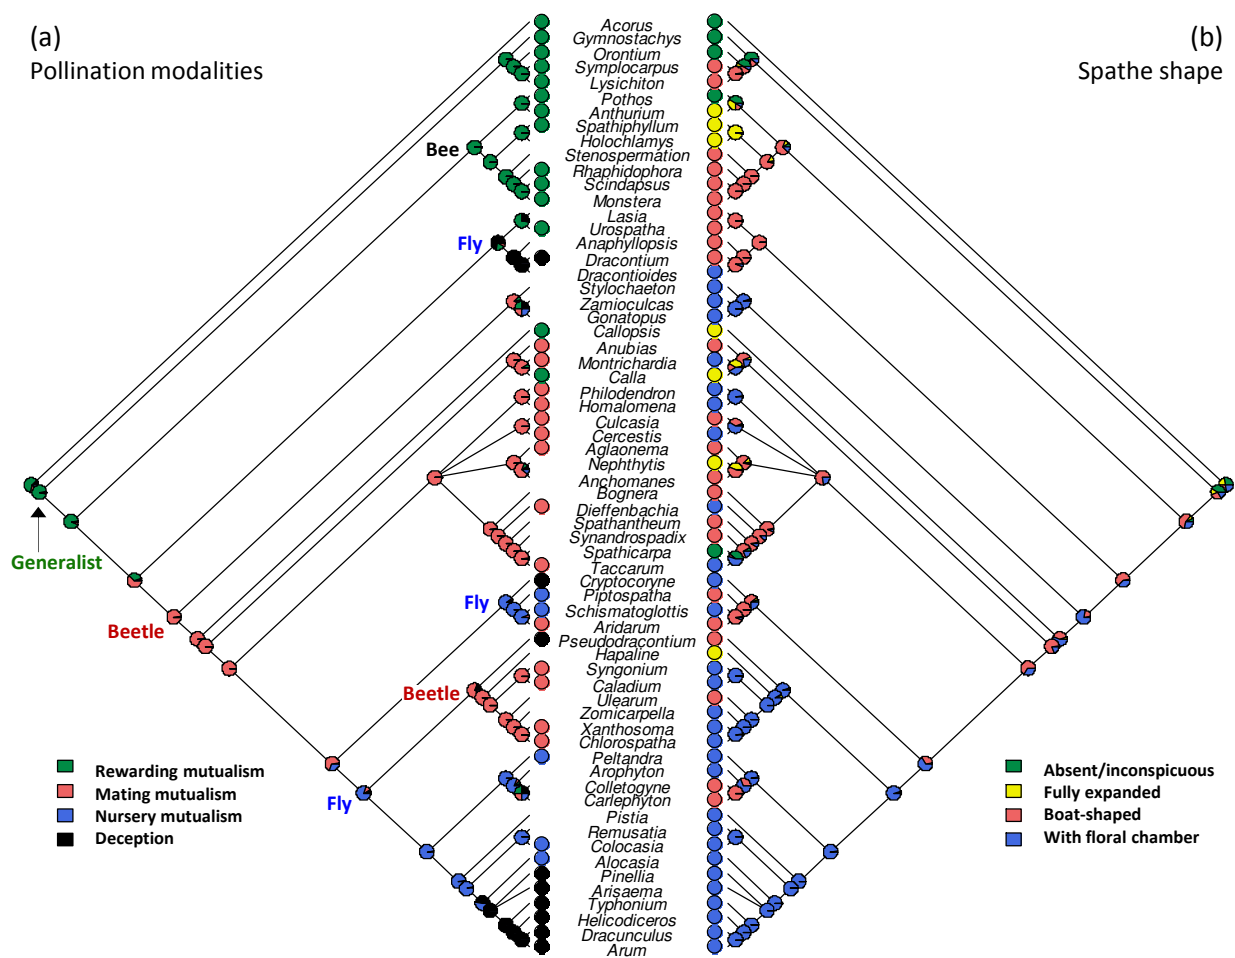 (a)
Pollination modalities
(b)
Spathe shape
Acorus
Gymnostachys
Orontium
Symplocarpus
Lysichiton
Pothos
Anthurium
Spathiphyllum
Holochlamys
Stenospermation
Rhaphidophora
Scindapsus
Monstera
Lasia
Urospatha
Anaphyllopsis
Dracontium
Dracontioides
Stylochaeton
Zamioculcas
Gonatopus
Callopsis
Anubias
Montrichardia
Calla
Philodendron
Homalomena
Culcasia
Cercestis
Aglaonema
Nephthytis
Anchomanes
Bognera
Dieffenbachia
Spathantheum
Synandrospadix
Spathicarpa
Taccarum
Cryptocoryne
Piptospatha
Schismatoglottis
Aridarum
Pseudodracontium
Hapaline
Syngonium
Caladium
Ulearum
Zomicarpella
Xanthosoma
Chlorospatha
Peltandra
Arophyton
Colletogyne
Carlephyton
Pistia
Remusatia
Colocasia
Alocasia
Pinellia
Arisaema
Typhonium
Helicodiceros
Dracunculus
Arum
Bee
Fly
Generalist
Beetle
Fly
Beetle
Fly
Rewarding mutualism
Mating mutualism
Nursery mutualism
Deception
Absent/inconspicuous
Fully expanded
Boat-shaped
With floral chamber